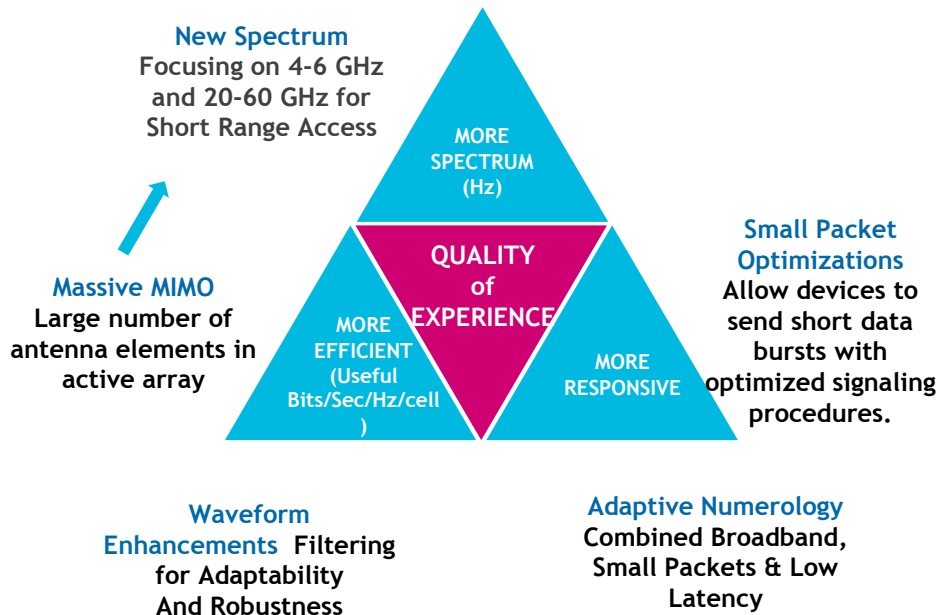 New Spectrum
Focusing on 4-6 GHz
and 20-60 GHz for
Short Range Access
MORE
SPECTRUM
(Hz)
Massive MIMO
Large number of
antenna elements in
active array
QUALITY
of
EXPERIENCE
MORE
EFFICIENT
(Useful
Bits/Sec/Hz/cell
)
MORE
RESPONSIVE
Small Packet
Optimizations
Allow devices to
send short data
bursts with
optimized signaling
procedures.
Waveform
Enhancements Filtering
for Adaptability
And Robustness
Adaptive Numerology
Combined Broadband,
Small Packets & Low
Latency